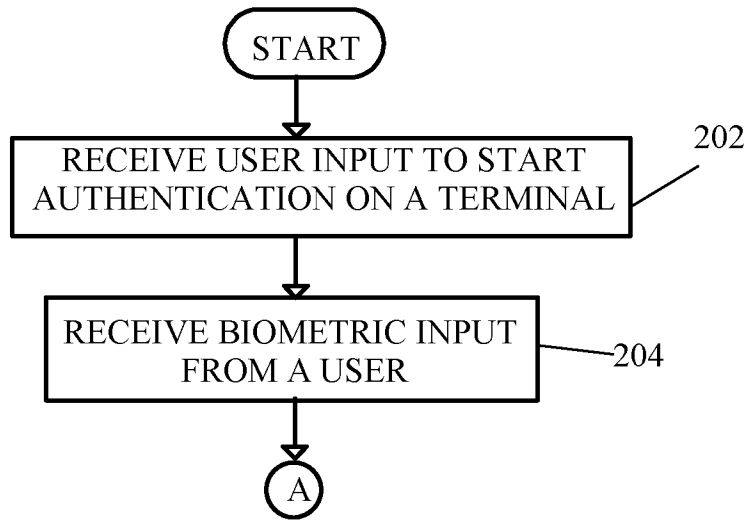 START
RECEIVE USER INPUT TO START
AUTHENTICATION ON A TERMINAL
202
RECEIVE BIOMETRIC INPUT
FROM A USER
204
A